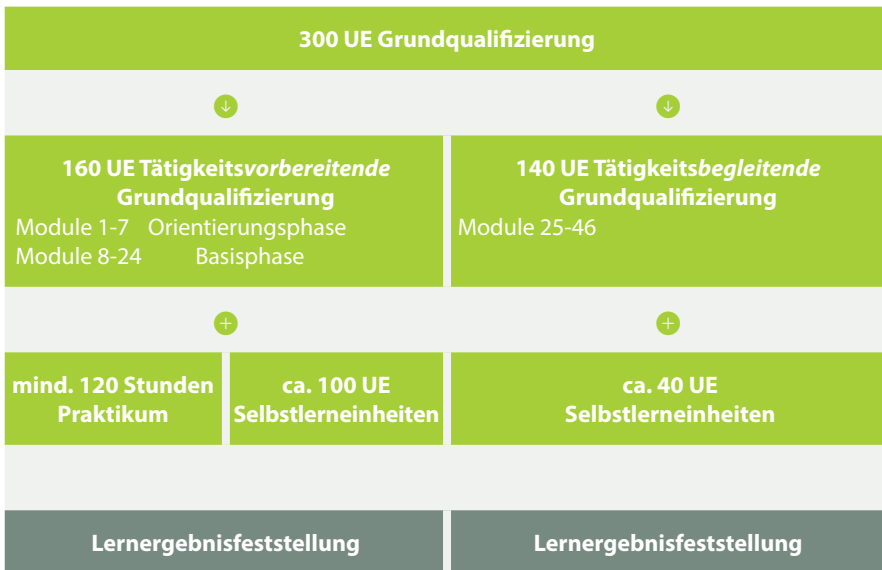 300 UE Grundqualifizierung
160 UE Tätigkeitsvorbereitende
Grundqualifizierung
Module 1-7 Orientierungsphase
Module 8-24 Basisphase
140 UE Tätigkeitsbegleitende
Grundqualifizierung
Module 25-46
mind. 120 Stunden
Praktikum
ca. 100 UE
Selbstlerneinheiten
ca. 40 UE
Selbstlerneinheiten
Lernergebnisfeststellung
Lernergebnisfeststellung